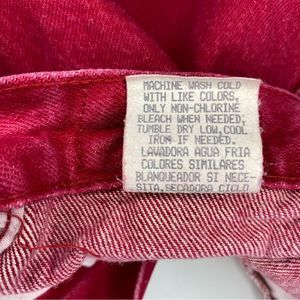 MACHINE WASH COLD
WITH LIKE COLORS,
ONLY NON-CHLORINE
BLEACH WHEN NEEDED,
TUMBLE DRY LOW,COOL
IRON IF NEEDED.
LAVADORA AGUA FRIA
COLORES SIMILARES
BLANQUEADOR SI NECE-
SITA,SECADORA CICLO